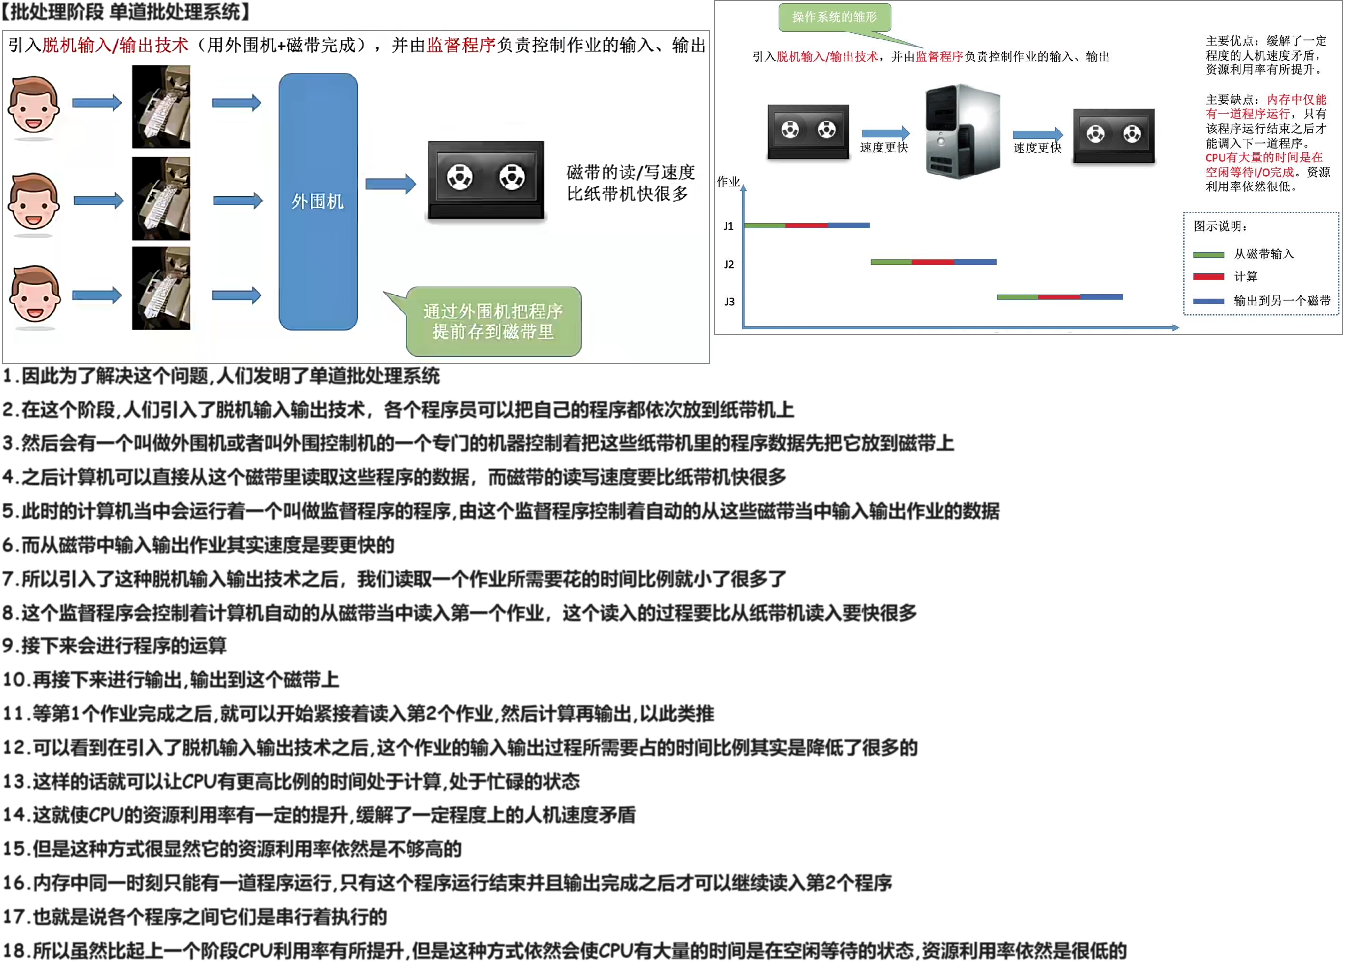 【批处理阶段 单道批处理系统】
引入脱机输入/输出技术（用外围机+磁带完成），并由监督程序负责控制作业的输入、输出
外围机
磁带的读/写速度
比纸带机快很多
通过外围机把程序
提前存到磁带里
操作系统的雏形
引入脱机输入/输出技术，并由监督程序负责控制作业的输入、输出
速度更快
速度更快
主要优点：缓解了一定
程度的人机速度矛盾，
资源利用率有所提升。
主要缺点：内存中仅能
有一道程序运行，只有
该程序运行结束之后才
能调入下一道程序。
CPU有大量的时间是在
空闲等待I/O完成。资源
利用率依然很低。
作业
J1
J2
J3
图示说明：
从磁带输入
计算
输出到另一个磁带
1.因此为了解决这个问题,人们发明了单道批处理系统
2.在这个阶段,人们引入了脱机输入输出技术，各个程序员可以把自己的程序都依次放到纸带机上
3.然后会有一个叫做外围机或者叫外围控制机的一个专门的机器控制着把这些纸带机里的程序数据先把它放到磁带上
4.之后计算机可以直接从这个磁带里读取这些程序的数据，而磁带的读写速度要比纸带机快很多
5.此时的计算机当中会运行着一个叫做监督程序的程序,由这个监督程序控制着自动的从这些磁带当中输入输出作业的数据
6.而从磁带中输入输出作业其实速度是要更快的
7.所以引入了这种脱机输入输出技术之后，我们读取一个作业所需要花的时间比例就小了很多了
8.这个监督程序会控制着计算机自动的从磁带当中读入第一个作业，这个读入的过程要比从纸带机读入要快很多
9.接下来会进行程序的运算
10.再接下来进行输出,输出到这个磁带上
11.等第1个作业完成之后,就可以开始紧接着读入第2个作业,然后计算再输出,以此类推
12.可以看到在引入了脱机输入输出技术之后,这个作业的输入输出过程所需要占的时间比例其实是降低了很多的
13.这样的话就可以让CPU有更高比例的时间处于计算,处于忙碌的状态
14.这就使CPU的资源利用率有一定的提升,缓解了一定程度上的人机速度矛盾
15.但是这种方式很显然它的资源利用率依然是不够高的
16.内存中同一时刻只能有一道程序运行,只有这个程序运行结束并且输出完成之后才可以继续读入第2个程序
17.也就是说各个程序之间它们是串行着执行的
18.所以虽然比起上一个阶段CPU利用率有所提升,但是这种方式依然会使CPU有大量的时间是在空闲等待的状态,资源利用率依然是很低的